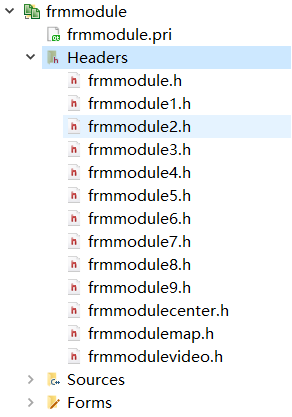 frmmodule
frmmodule.pri
Headers
frmmodule.h
frmmodule1.h
frmmodule2.h
frmmodule3.h
frmmodule4.h
frmmodule5.h
frmmodule6.h
frmmodule7.h
frmmodule8.h
frmmodule9.h
frmmodulecenter.h
frmmodulemap.h
frmmodulevideo.h
Sources
Forms